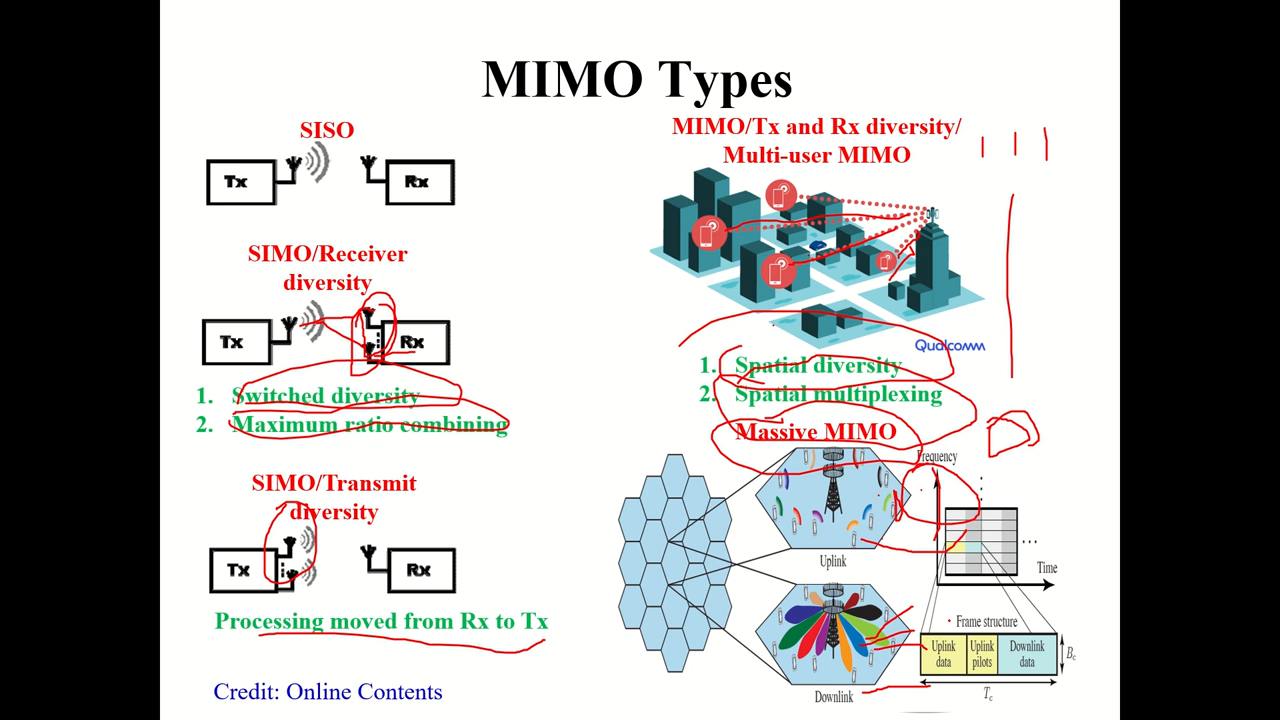 MIMO Types
SISO
Tx
Rx
SIMO/Receiver
diversity
Tx
Rx
1. Switched diversity
2. Maximum ratio combining
SIMO/Transmit
diversity
Tx
Rx
Processing moved from Rx to Tx
Credit: Online Contents
MIMO/Tx and Rx diversity/
Multi-user MIMO
Qualcomm
1. Spatial diversity
2. Spatial multiplexing
Massive MIMO
Uplink
Downlink
Frequency
Time
Frame structure
Uplink
data
Uplink
pilots
Downlink
data
Bc
Tc